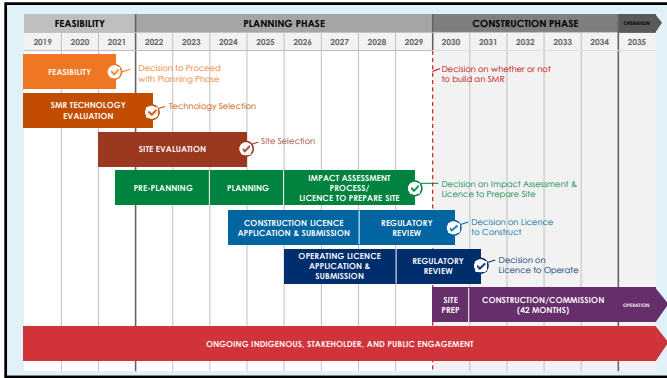 FEASIBILITY
PLANNING PHASE
CONSTRUCTION PHASE
OPERATION
2019 2020 2021 2022 2023 2024 2025 2026 2027 2028 2029 2030 2031 2032 2033 2034 2035
FEASIBILITY
Decision to Proceed
with Planning Phase
Decision on whether or not
to build an SMR
SMR TECHNOLOGY
EVALUATION
Technology Selection
SITE EVALUATION
Site Selection
PRE-PLANNING
PLANNING
IMPACT ASSESSMENT
PROCESS/
LICENCE TO PREPARE SITE
Decision on Impact Assessment &
Licence to Prepare Site
CONSTRUCTION LICENCE
APPLICATION & SUBMISSION
REGULATORY
REVIEW
Decision on Licence
to Construct
OPERATING LICENCE
APPLICATION &
SUBMISSION
REGULATORY
REVIEW
Decision on
Licence to Operate
SITE
PREP
CONSTRUCTION/COMMISSION
(42 MONTHS)
OPERATION
ONGOING INDIGENOUS, STAKEHOLDER, AND PUBLIC ENGAGEMENT